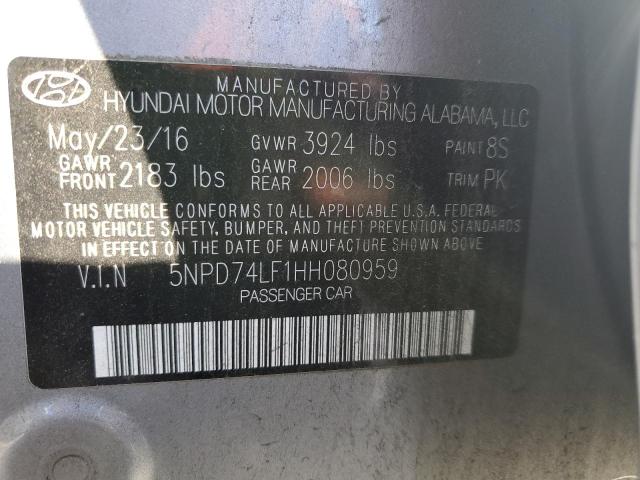 MANUFACTURED BY
HYUNDAI MOTOR MANUFACTURING ALABAMA, LLC
May/23/16 GVWR 3924 lbs PAINT 8S
GAWR FRONT 2183 lbs GAWR REAR 2006 lbs TRIM PK
THIS VEHICLE CONFORMS TO ALL APPLICABLE U.S.A. FEDERAL
MOTOR VEHICLE SAFETY, BUMPER, AND THEFT PREVENTION STANDARDS
IN EFFECT ON THE DATE OF MANUFACTURE SHOWN ABOVE.
V.I.N 5NPD74LF1HH080959
PASSENGER CAR